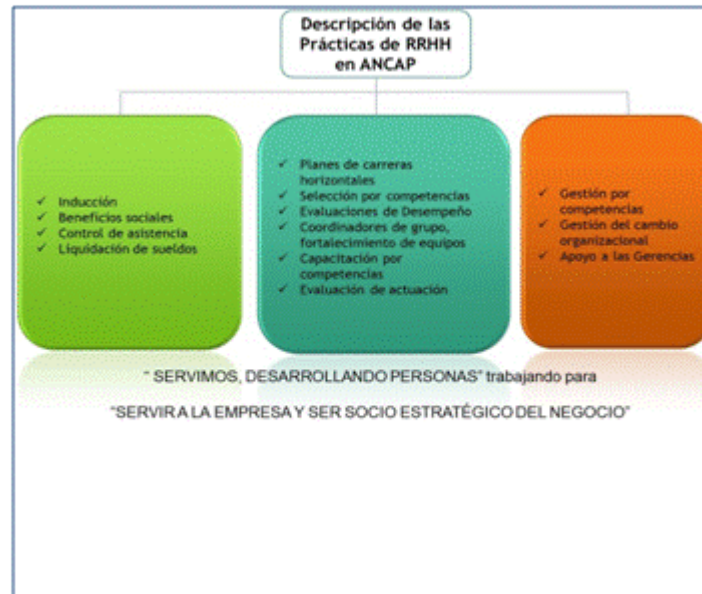 Descripción de las
Prácticas de RRHH
en ANCAP
✓ Inducción
✓ Beneficios sociales
✓ Control de asistencia
✓ Liquidación de sueldos
✓ Planes de carreras
horizontales
✓ Selección por competencias
✓ Evaluaciones de Desempeño
✓ Coordinadores de grupo,
fortalecimiento de equipos
✓ Capacitación por
competencias
✓ Evaluación de actuación
✓ Gestión por
competencias
✓ Gestión del cambio
organizacional
✓ Apoyo a las Gerencias
“ SERVIMOS, DESARROLLANDO PERSONAS” trabajando para
“SERVIR A LA EMPRESA Y SER SOCIO ESTRATÉGICO DEL NEGOCIO”